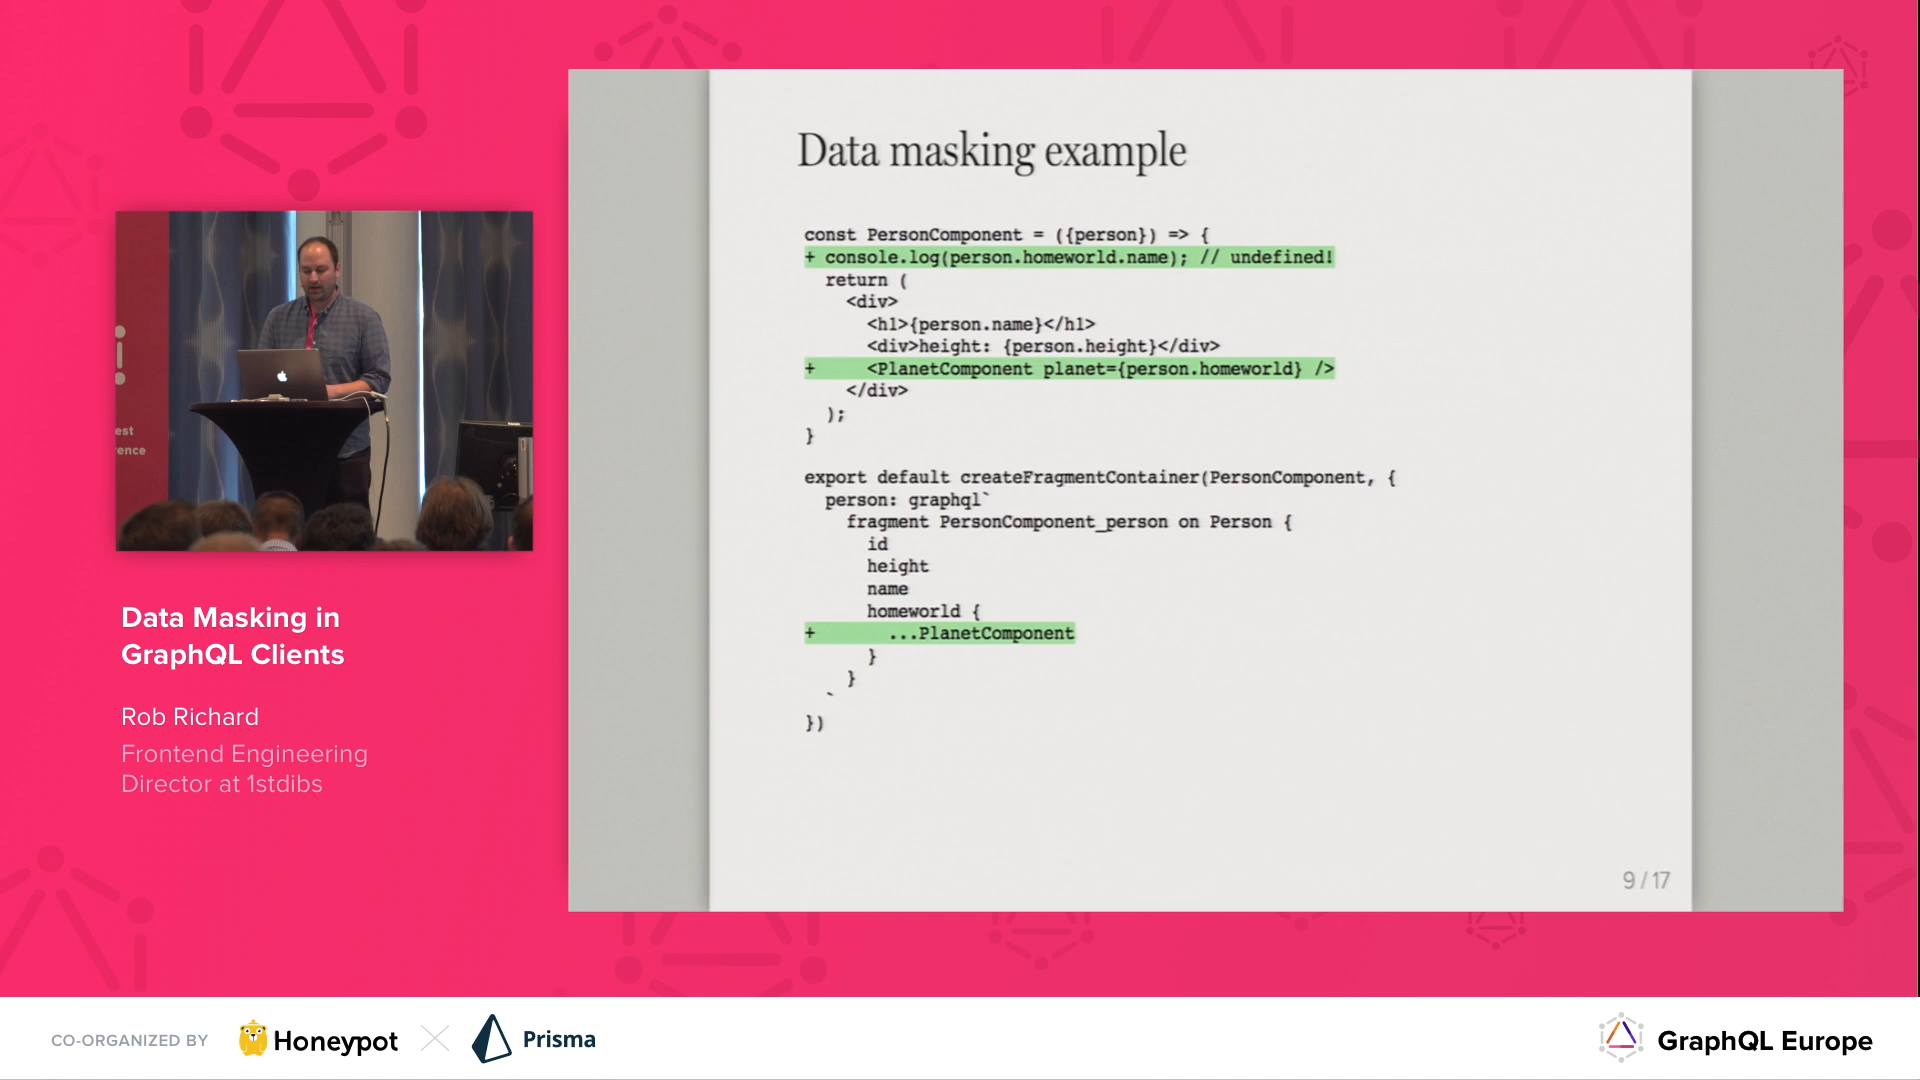 Data masking example
const PersonComponent = ({person}) => {
+ console.log(person.homeworld.name); // undefined!
return (
<div>
<h1>{person.name}</h1>
<div>height: {person.height}</div>
+ <PlanetComponent planet={person.homeworld} />
</div>
);
}
export default createFragmentContainer(PersonComponent, {
person: graphql`
fragment PersonComponent_person on Person {
id
height
name
homeworld {
+ ...PlanetComponent
}
}
`
})
9 / 17
est
ence
Data Masking in
GraphQL Clients
Rob Richard
Frontend Engineering
Director at 1stdibs
CO-ORGANIZED BY Honeypot Prisma GraphQL Europe